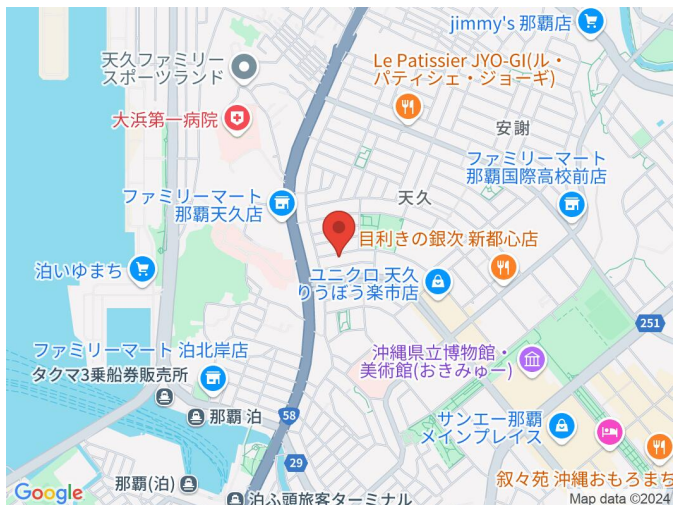 jimmy's 那覇店
天久ファミリー
スポーツランド
Le Patissier JYO-GI(ル・
パティシェ・ジョーギ)
大浜第一病院
安謝
ファミリーマート
那覇国際高校前店
ファミリーマート
那覇天久店
天久
目利きの銀次 新都心店
泊いゆまち
ユニクロ 天久
りうぼう楽市店
251
ファミリーマート 泊北岸店
沖縄県立博物館・
美術館(おきみゅー)
タクマ3乗船券販売所
那覇 泊
58
サンエー那覇
メインプレイス
29
叙々苑 沖縄おもろまち
那覇(泊)
泊ふ頭旅客ターミナル
Google
Map data ©2024